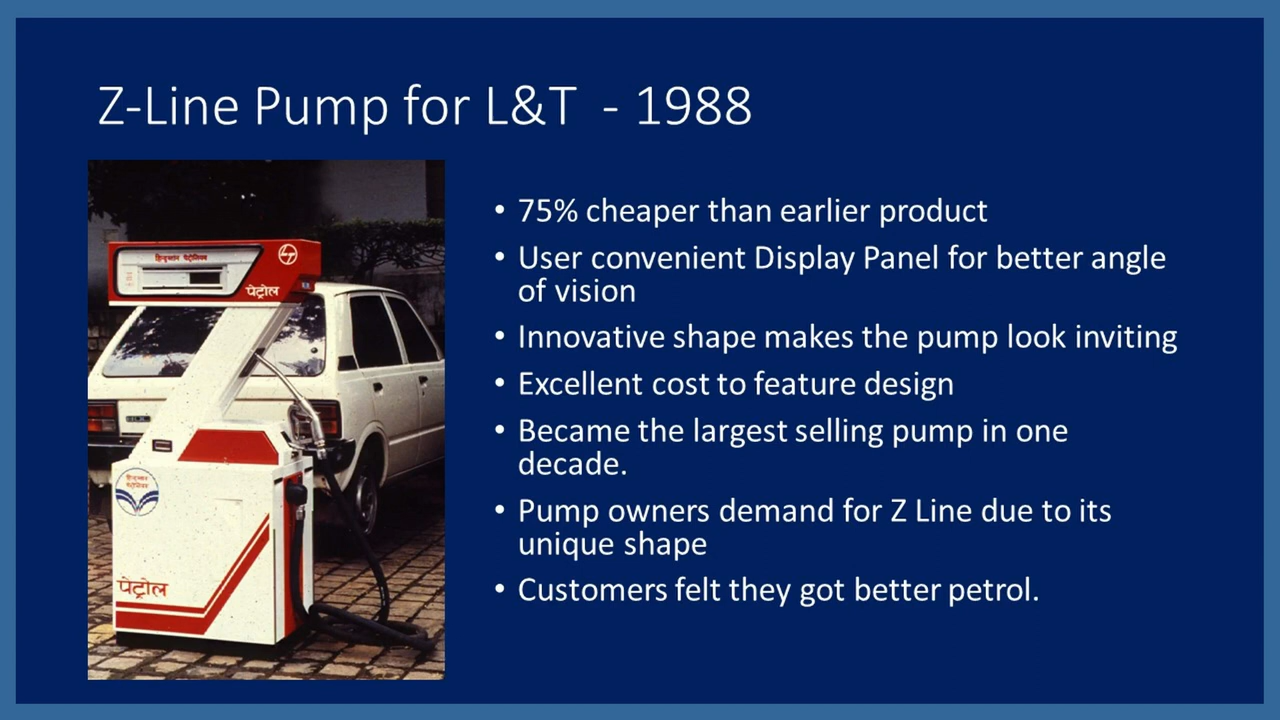 Z-Line Pump for L&T - 1988
हिन्दुस्तान पेट्रोलियम
पेट्रोल
हिन्दुस्तान
पेट्रोलियम
पेट्रोल
• 75% cheaper than earlier product
• User convenient Display Panel for better angle
of vision
• Innovative shape makes the pump look inviting
• Excellent cost to feature design
• Became the largest selling pump in one
decade.
• Pump owners demand for Z Line due to its
unique shape
• Customers felt they got better petrol.